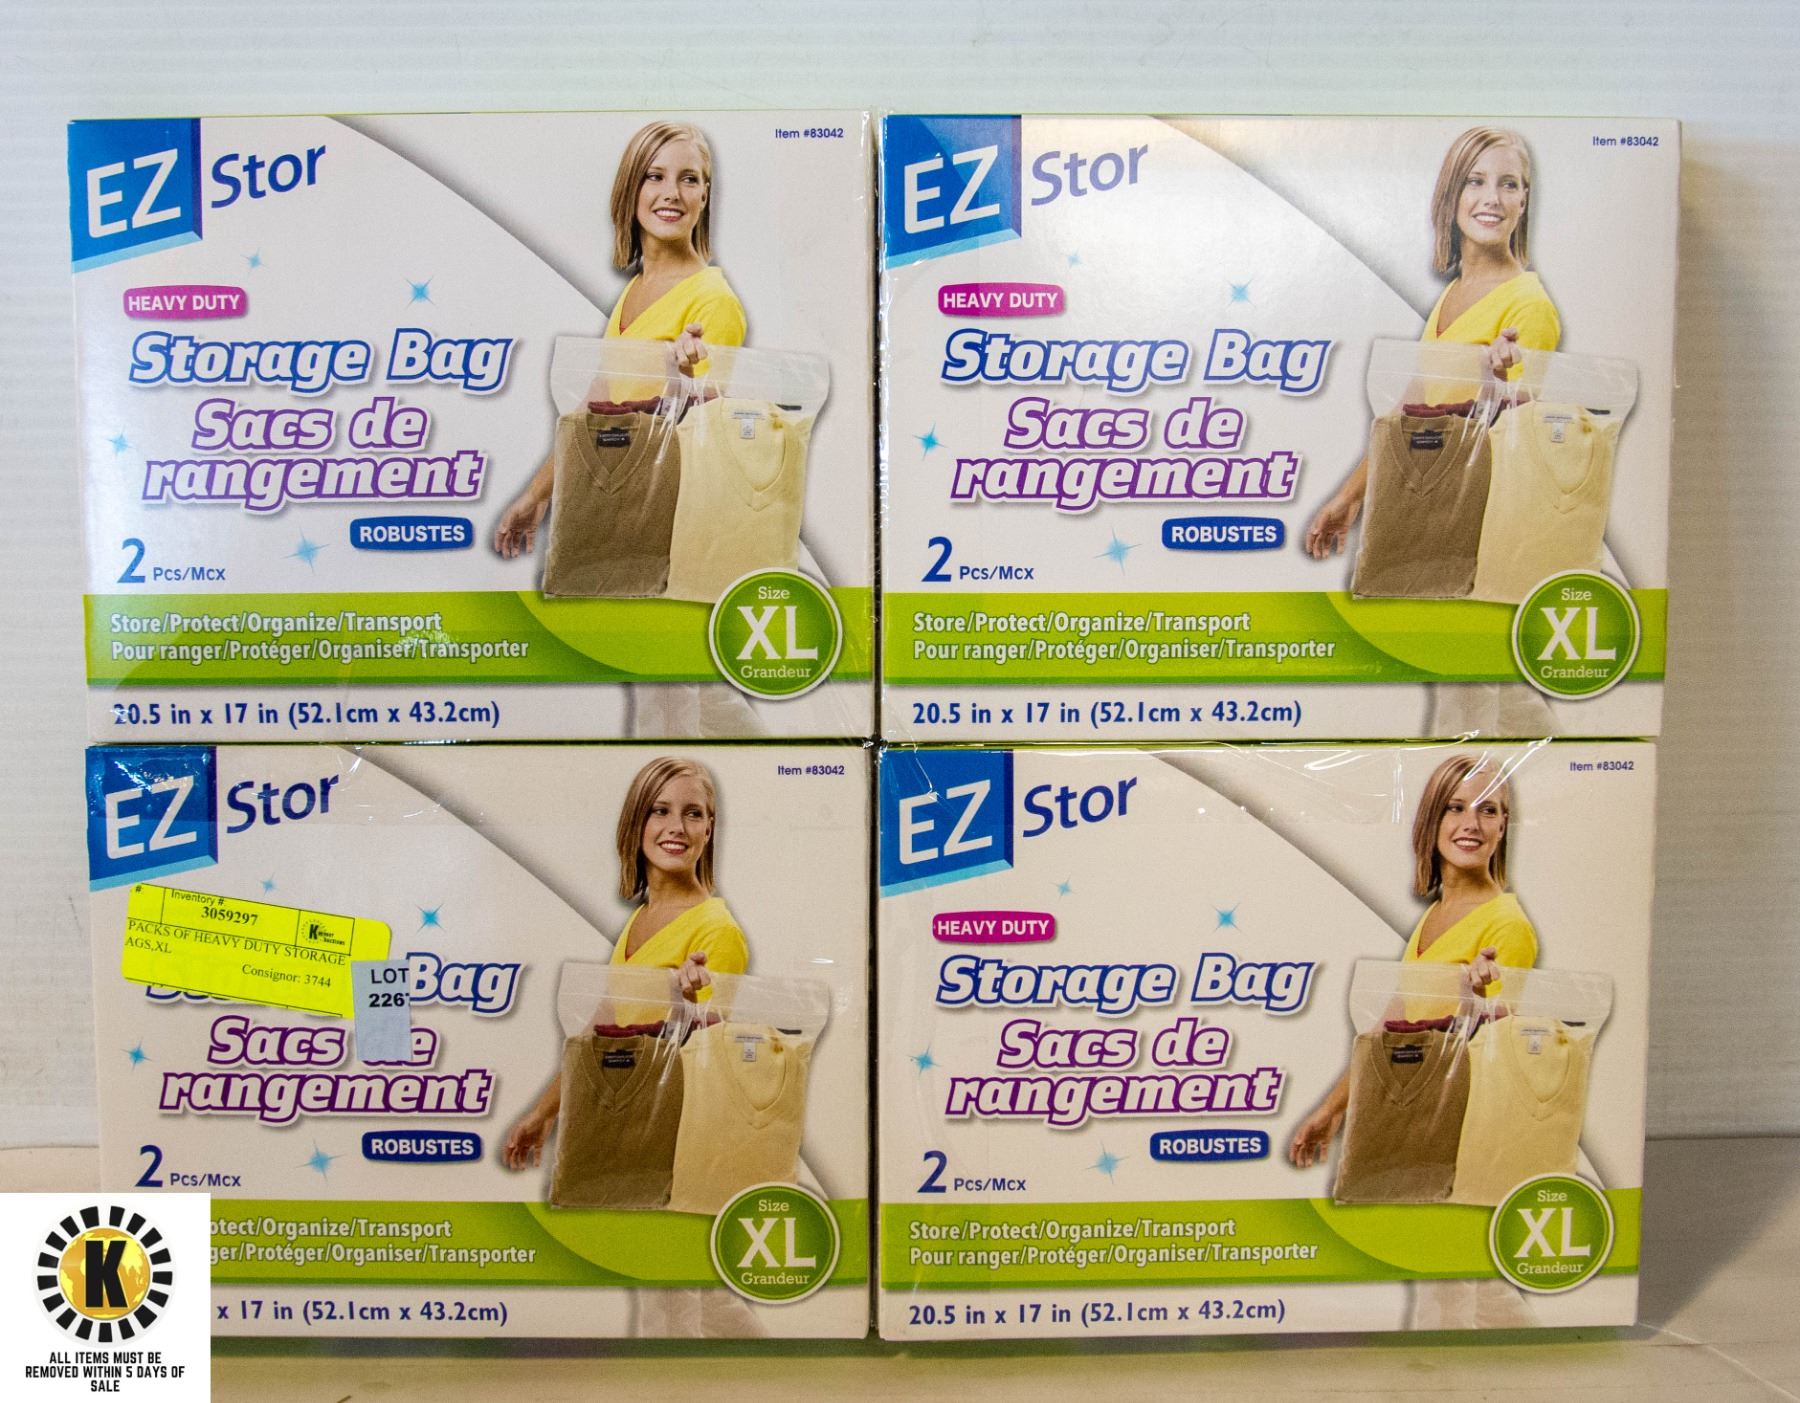 EZ Stor
Item #83042
HEAVY DUTY
Storage Bag
Sacs de
rangement
ROBUSTES
2 Pcs/Mcx
Store/Protect/Organize/Transport
Pour ranger/Protéger/Organiser/Transporter
Size
XL
Grandeur
20.5 in x 17 in (52.1cm x 43.2cm)
EZ Stor
Item #83042
HEAVY DUTY
Storage Bag
Sacs de
rangement
ROBUSTES
2 Pcs/Mcx
Store/Protect/Organize/Transport
Pour ranger/Protéger/Organiser/Transporter
Size
XL
Grandeur
20.5 in x 17 in (52.1cm x 43.2cm)
EZ Stor
Item #83042
#:
Inventory #:
3059297
PACKS OF HEAVY DUTY STORAGE
AGS,XL
Consignor: 3744
LOT
226
Bag
Sacs de
rangement
ROBUSTES
2 Pcs/Mcx
otect/Organize/Transport
ger/Protéger/Organiser/Transporter
Size
XL
Grandeur
x 17 in (52.1cm x 43.2cm)
EZ Stor
Item #83042
HEAVY DUTY
Storage Bag
Sacs de
rangement
ROBUSTES
2 Pcs/Mcx
Store/Protect/Organize/Transport
Pour ranger/Protéger/Organiser/Transporter
Size
XL
Grandeur
20.5 in x 17 in (52.1cm x 43.2cm)
K
ALL ITEMS MUST BE
REMOVED WITHIN 5 DAYS OF
SALE